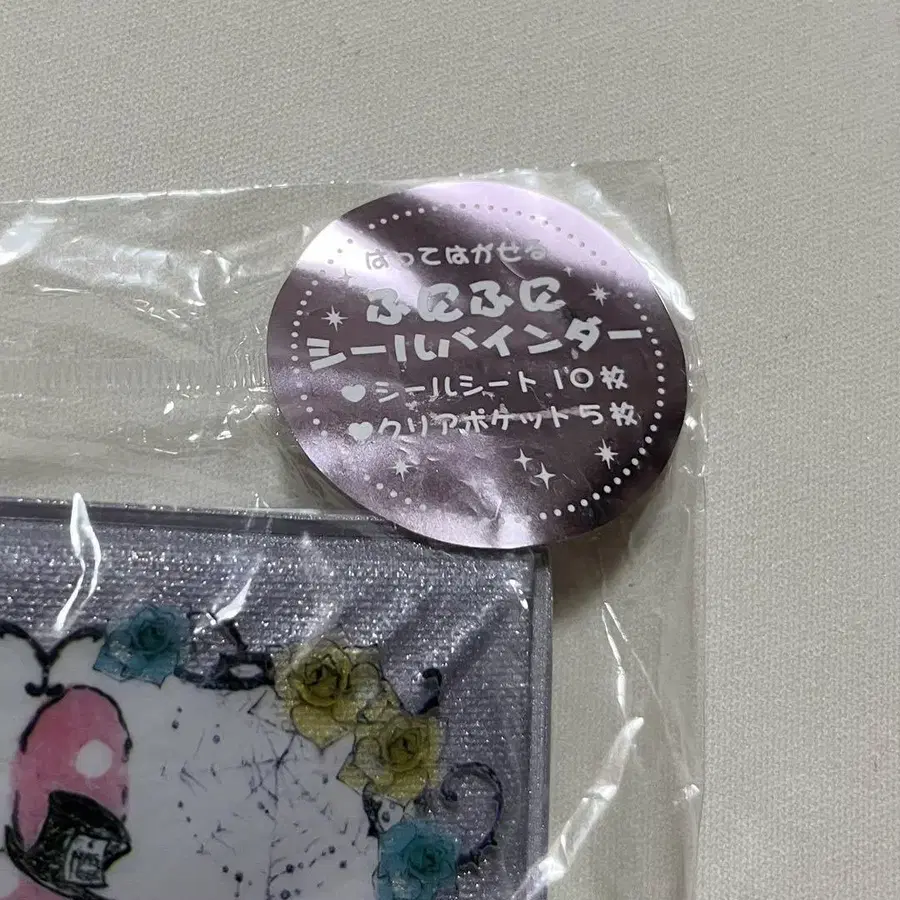 はってはがせる
ふにふに
シールバインダー
シールシート 10枚
クリアポケット 5枚